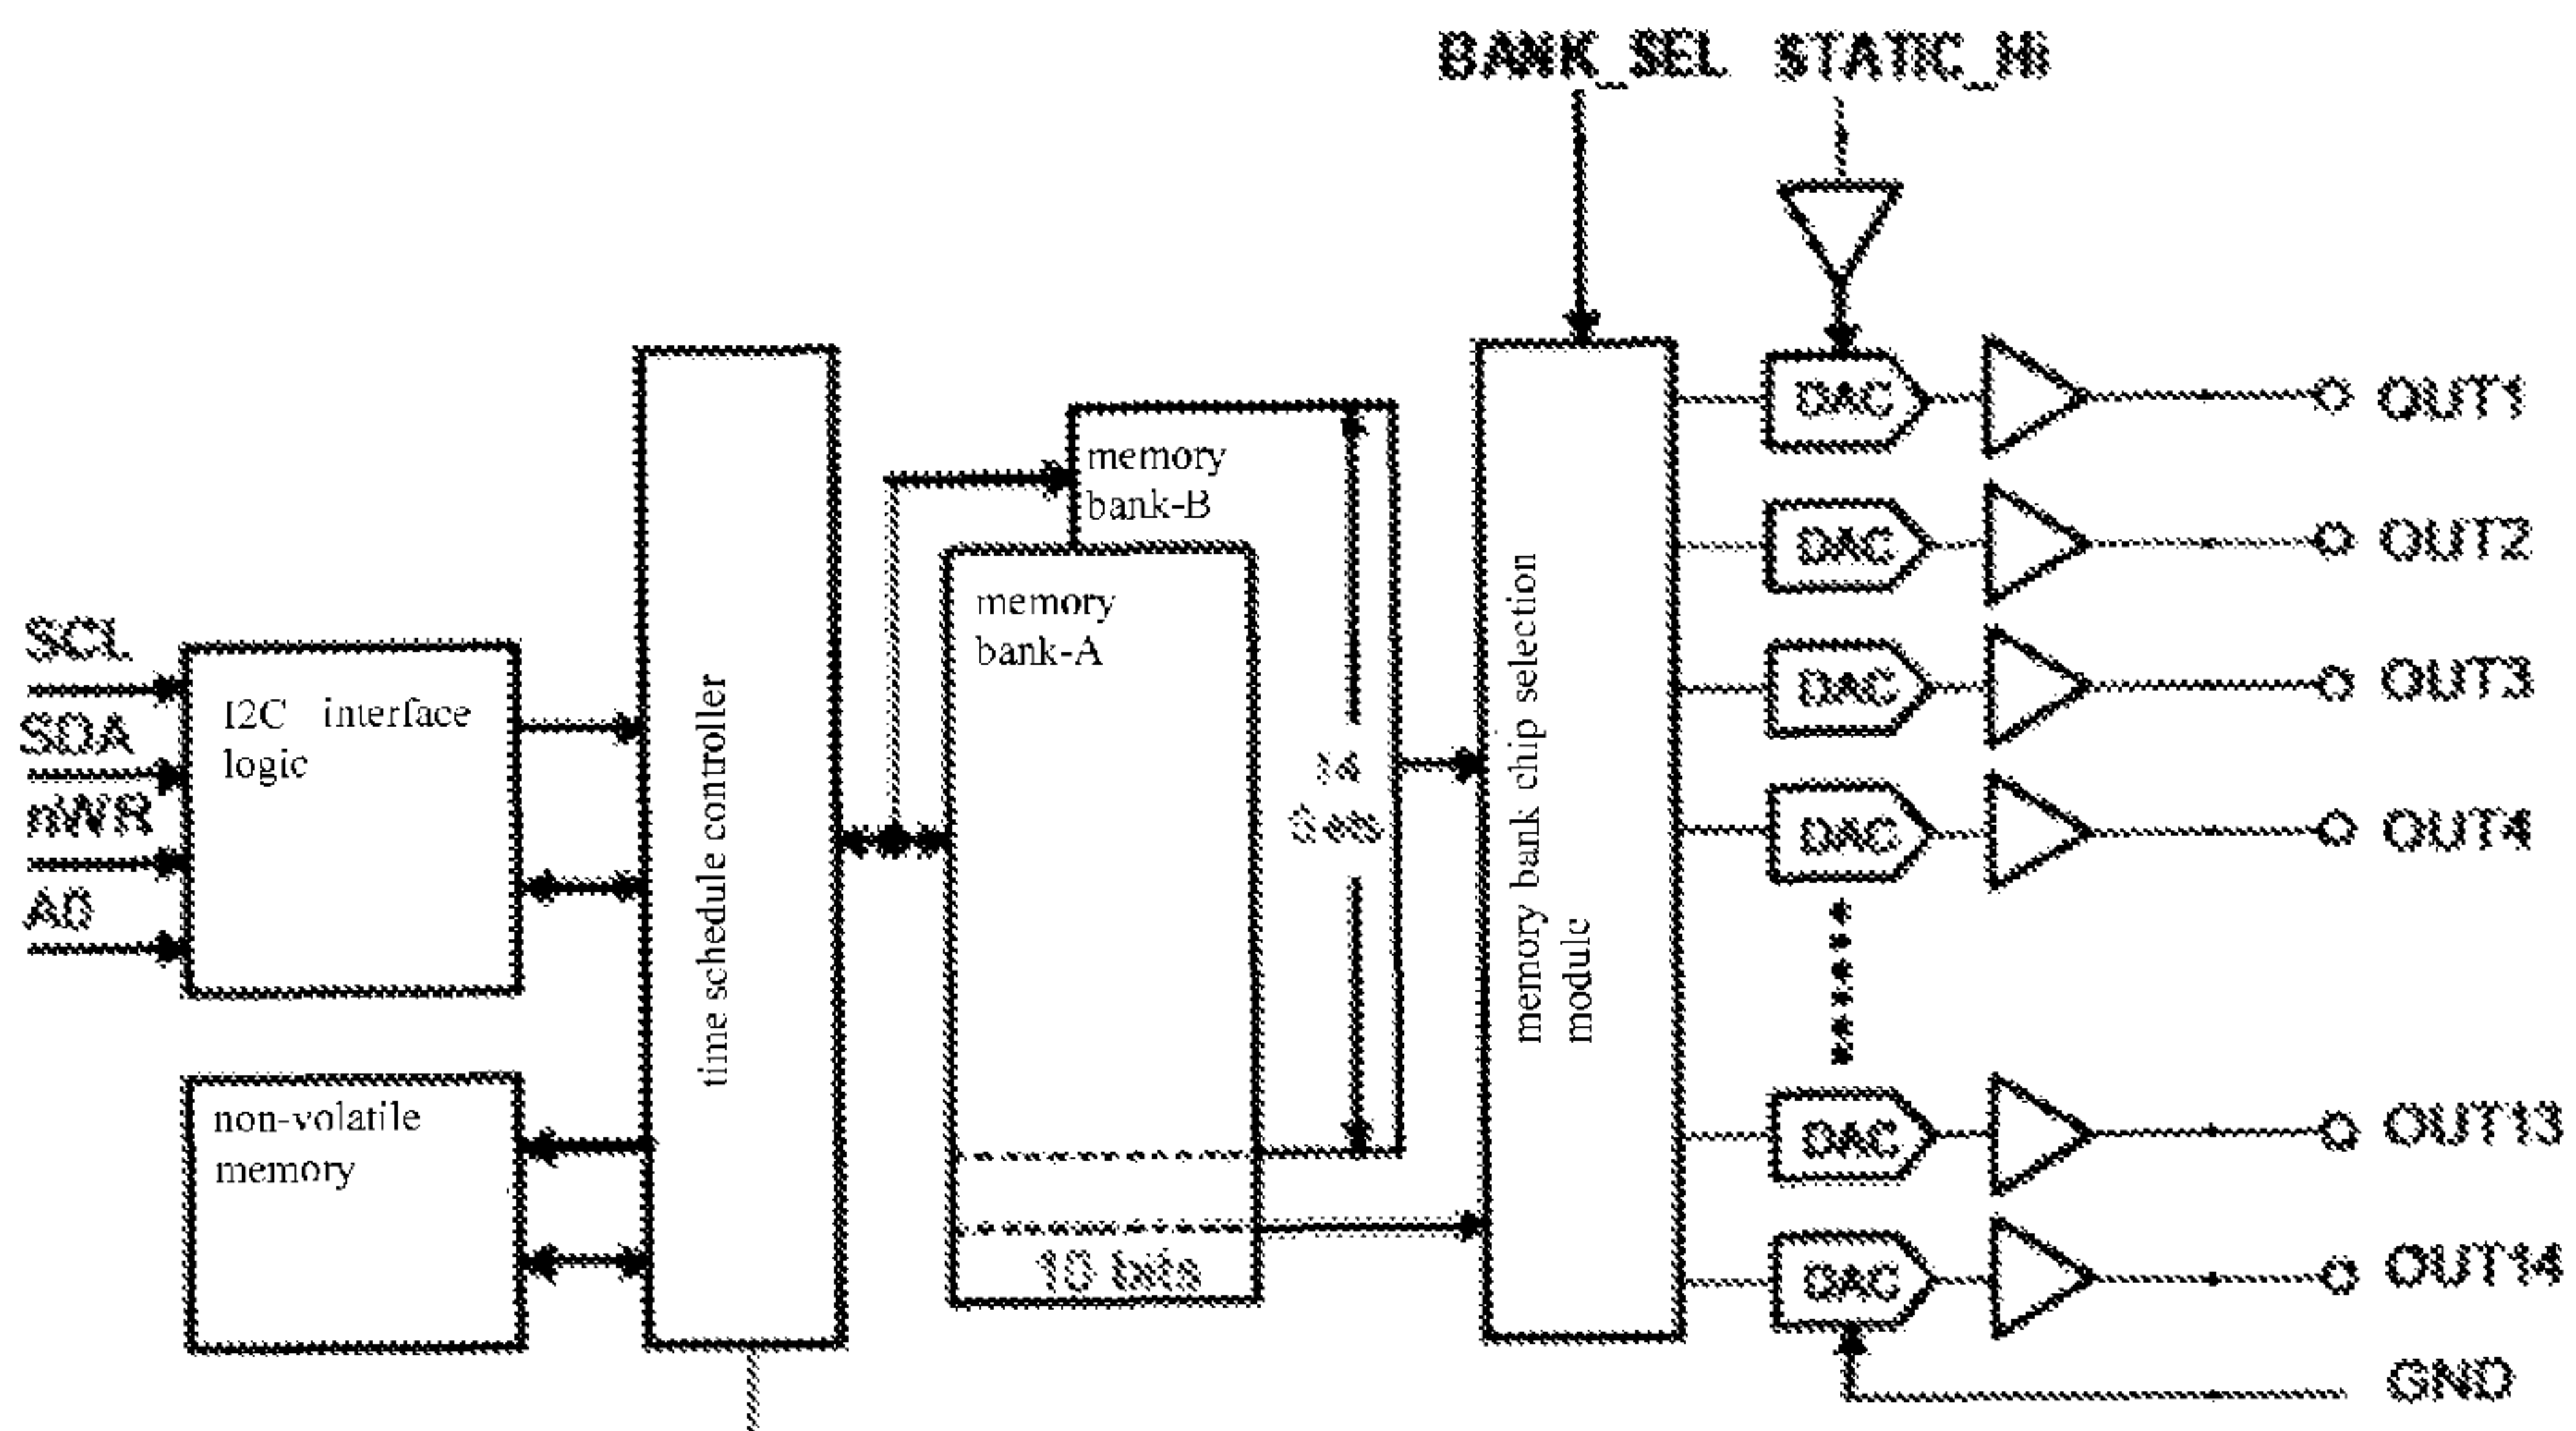 BANK_SEL STATIC_HI
DAC OUT1
memory
bank-B
DAC OUT2
memory
bank-A
SCL
SDA
nWR
A0
I2C interface
logic
time schedule controller
memory bank chip selection
module
DAC OUT3
14
DAC OUT4
non-volatile
memory
DAC OUT13
10 bits
DAC OUT14
GND